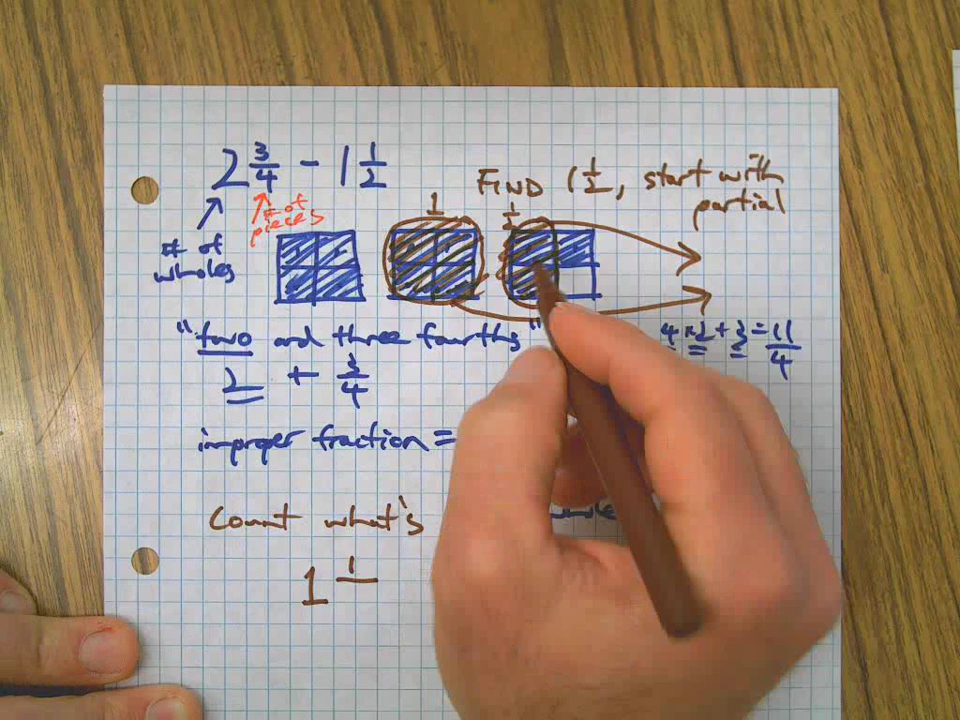 2 3/4 - 1 1/2
FIND 1 1/2, start with partial
# of wholes
# of pieces
1
1/2
"two and three fourths"
4 × 2 + 3 = 11/4
2 + 3/4
improper fraction =
Count what's
1 1/